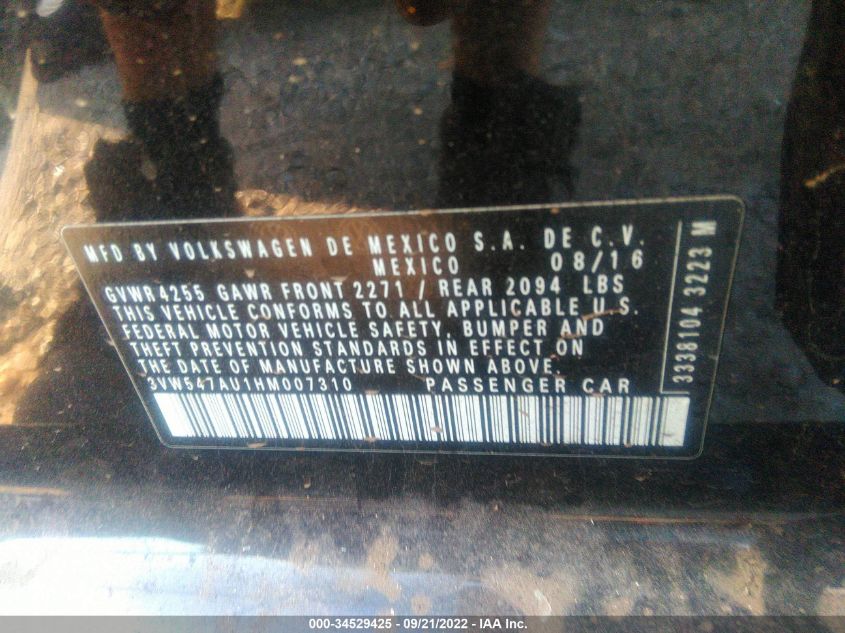 MFD BY VOLKSWAGEN DE MEXICO S.A. DE C.V.
MEXICO 08/16
GVWR 4255 GAWR FRONT 2271 / REAR 2094 LBS
THIS VEHICLE CONFORMS TO ALL APPLICABLE U.S.
FEDERAL MOTOR VEHICLE SAFETY, BUMPER AND
THEFT PREVENTION STANDARDS IN EFFECT ON
THE DATE OF MANUFACTURE SHOWN ABOVE.
3VW547AU1HM007310 PASSENGER CAR
3338104 3223 M
000-34529425 - 09/21/2022 - IAA Inc.